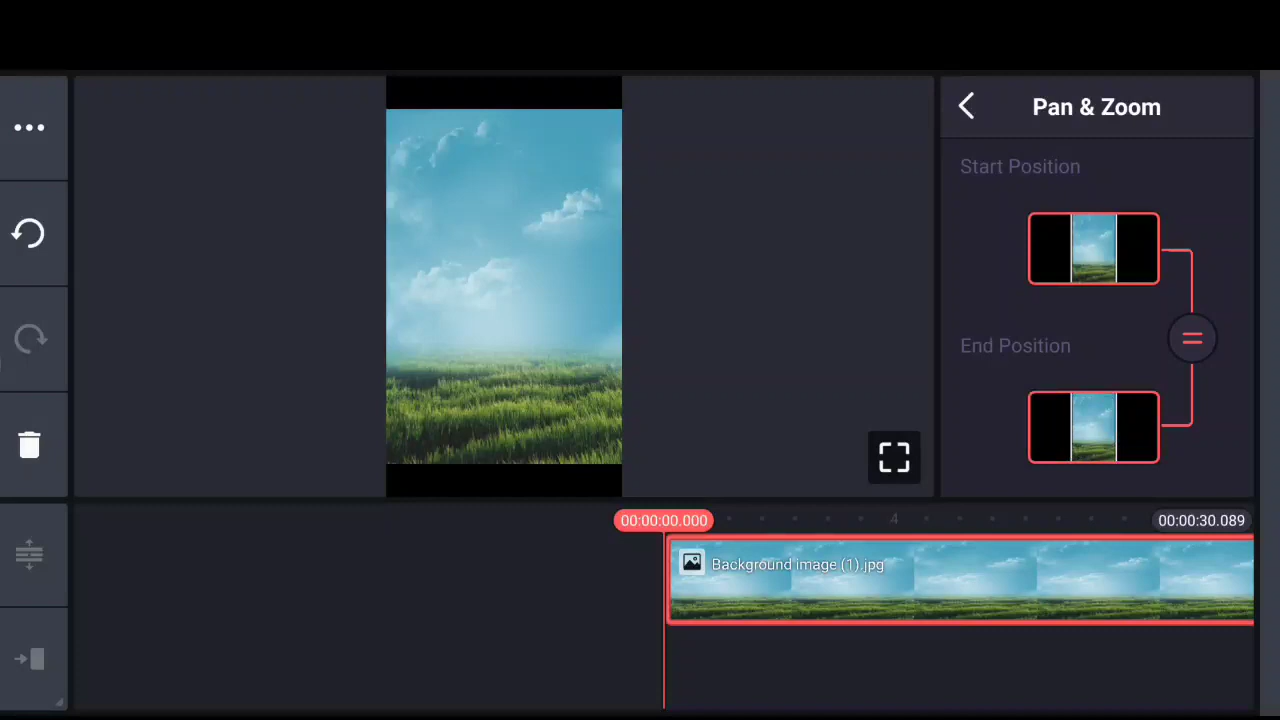 Pan & Zoom
Start Position
End Position
00:00:00.000
4
00:00:30.089
Background image (1).jpg